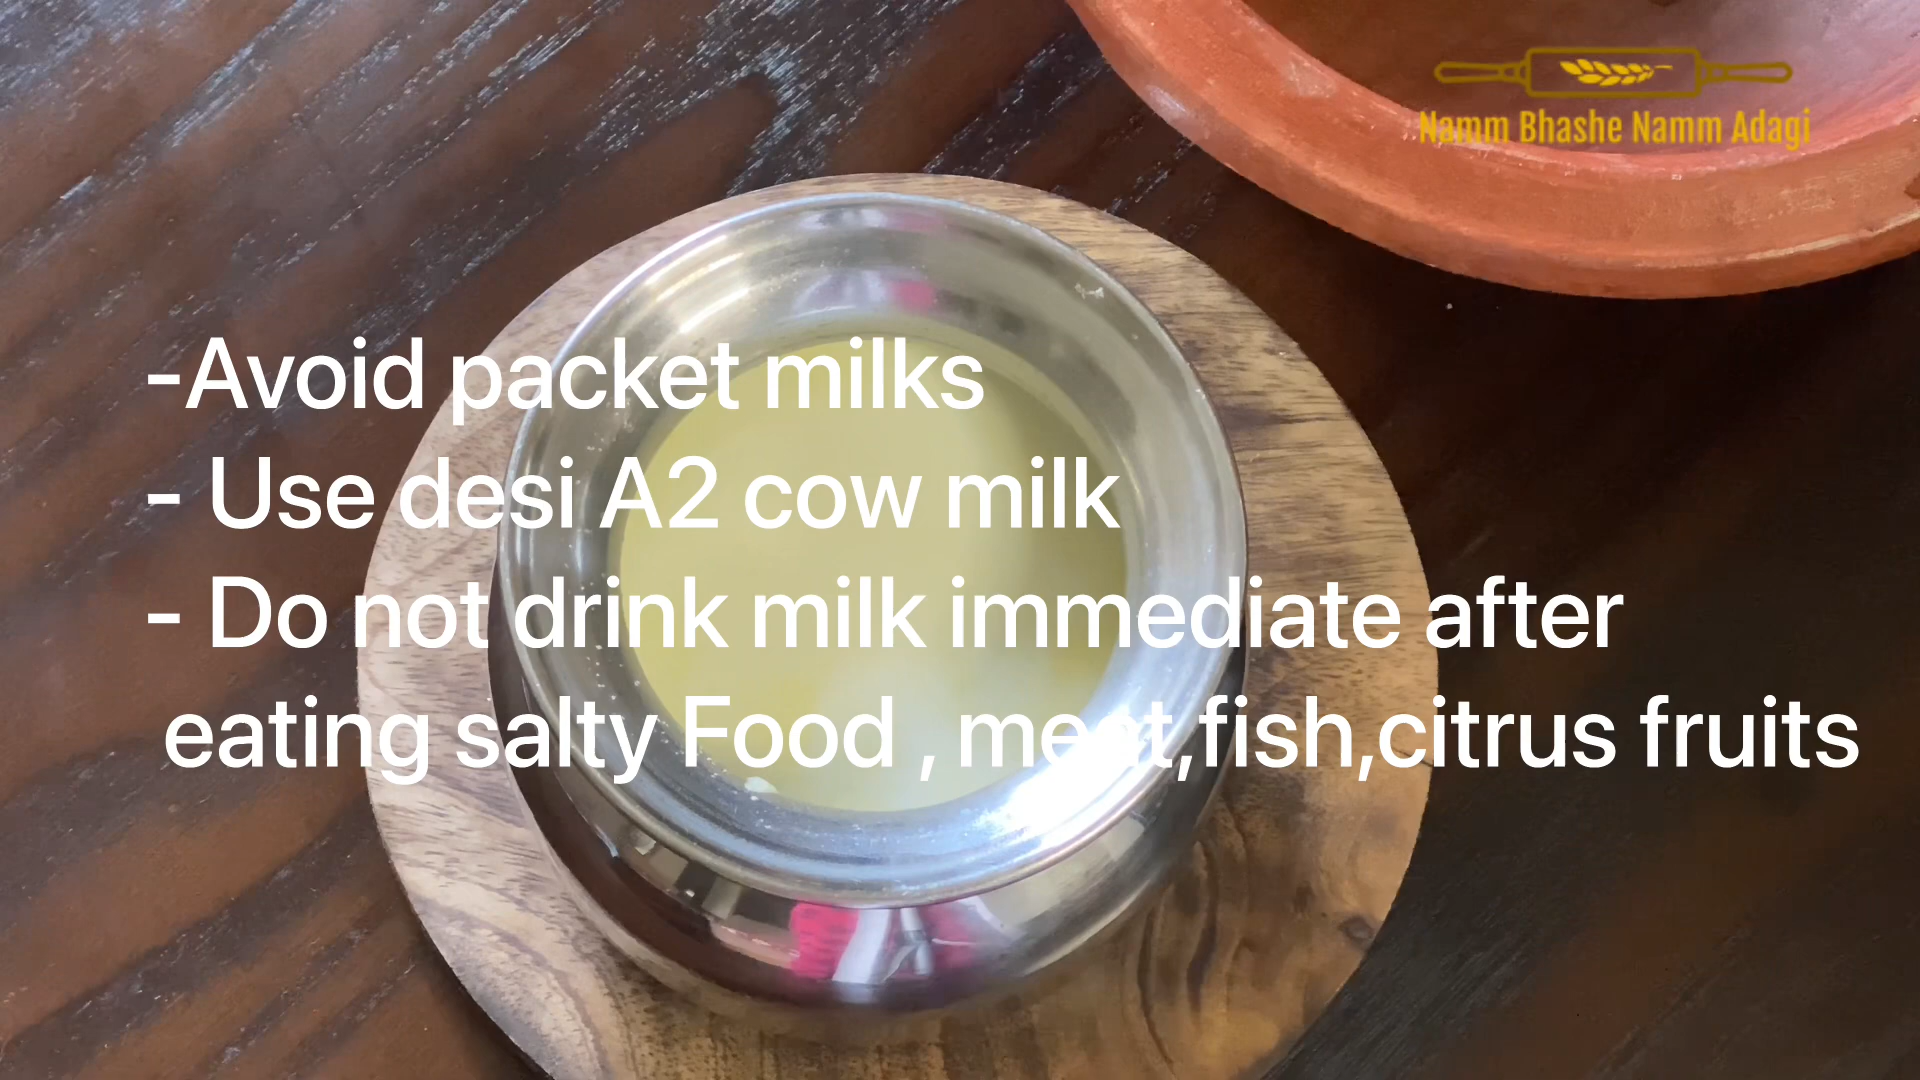 Namm Bhashe Namm Adagi
-Avoid packet milks
- Use desi A2 cow milk
- Do not drink milk immediate after
eating salty Food , meat,fish,citrus fruits